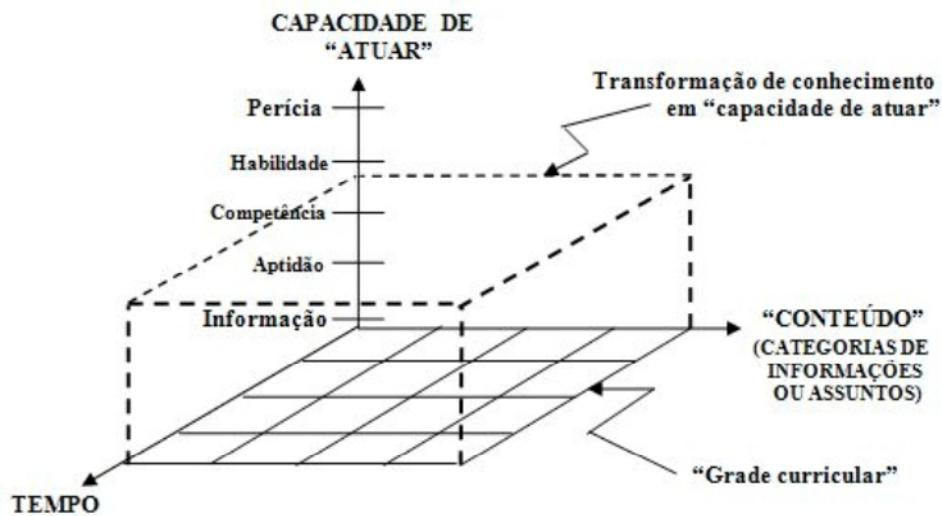 CAPACIDADE DE
“ATUAR”
Transformação de conhecimento
em “capacidade de atuar”
Perícia
Habilidade
Competência
Aptidão
Informação
“CONTEÚDO”
(CATEGORIAS DE
INFORMAÇÕES
OU ASSUNTOS)
“Grade curricular”
TEMPO